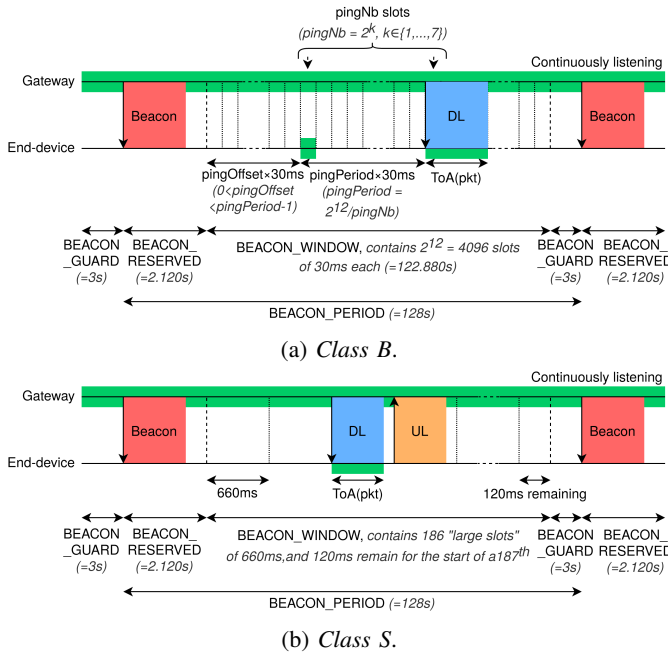 pingNb slots
(pingNb = 2^k, k∈{1,...,7})
Continuously listening
Gateway
Beacon
DL
Beacon
End-device
pingOffset×30ms
(0<pingOffset
<pingPeriod-1)
pingPeriod×30ms
(pingPeriod =
2^12/pingNb)
ToA(pkt)
BEACON
_GUARD
(=3s)
BEACON_
RESERVED
(=2.120s)
BEACON_WINDOW, contains 2^12 = 4096 slots
of 30ms each (=122.880s)
BEACON
_GUARD
(=3s)
BEACON_
RESERVED
(=2.120s)
BEACON_PERIOD (=128s)
(a) Class B.
Continuously listening
Gateway
Beacon
DL
UL
Beacon
End-device
660ms
ToA(pkt)
120ms remaining
BEACON
_GUARD
(=3s)
BEACON_
RESERVED
(=2.120s)
BEACON_WINDOW, contains 186 "large slots"
of 660ms,and 120ms remain for the start of a187^th
BEACON
_GUARD
(=3s)
BEACON_
RESERVED
(=2.120s)
BEACON_PERIOD (=128s)
(b) Class S.